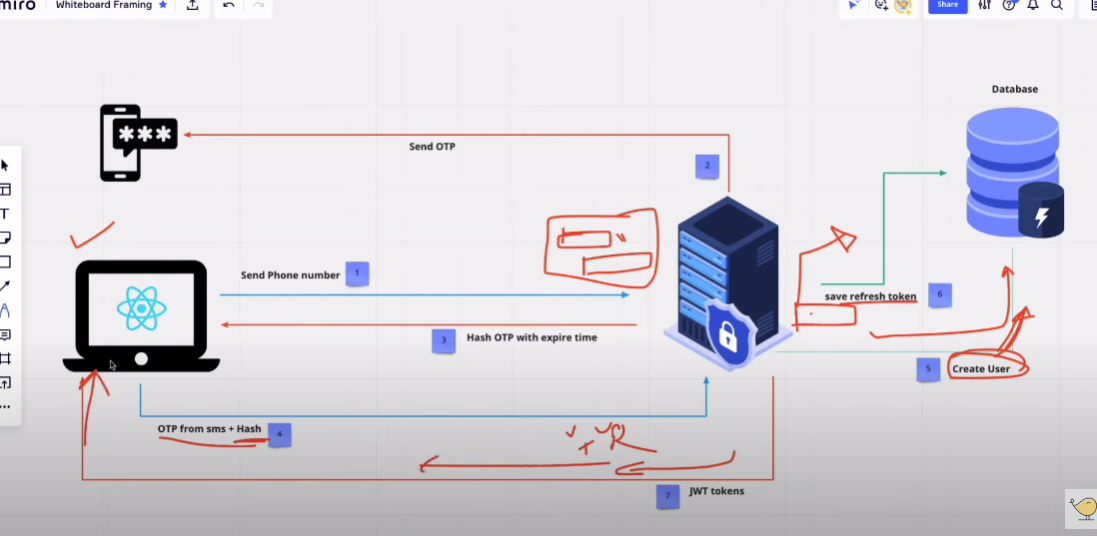 miro
Whiteboard Framing
Share
Database
***
Send OTP
2
Send Phone number
1
save refresh token
6
3
Hash OTP with expire time
5
Create User
OTP from sms + Hash
4
+ R
7
JWT tokens